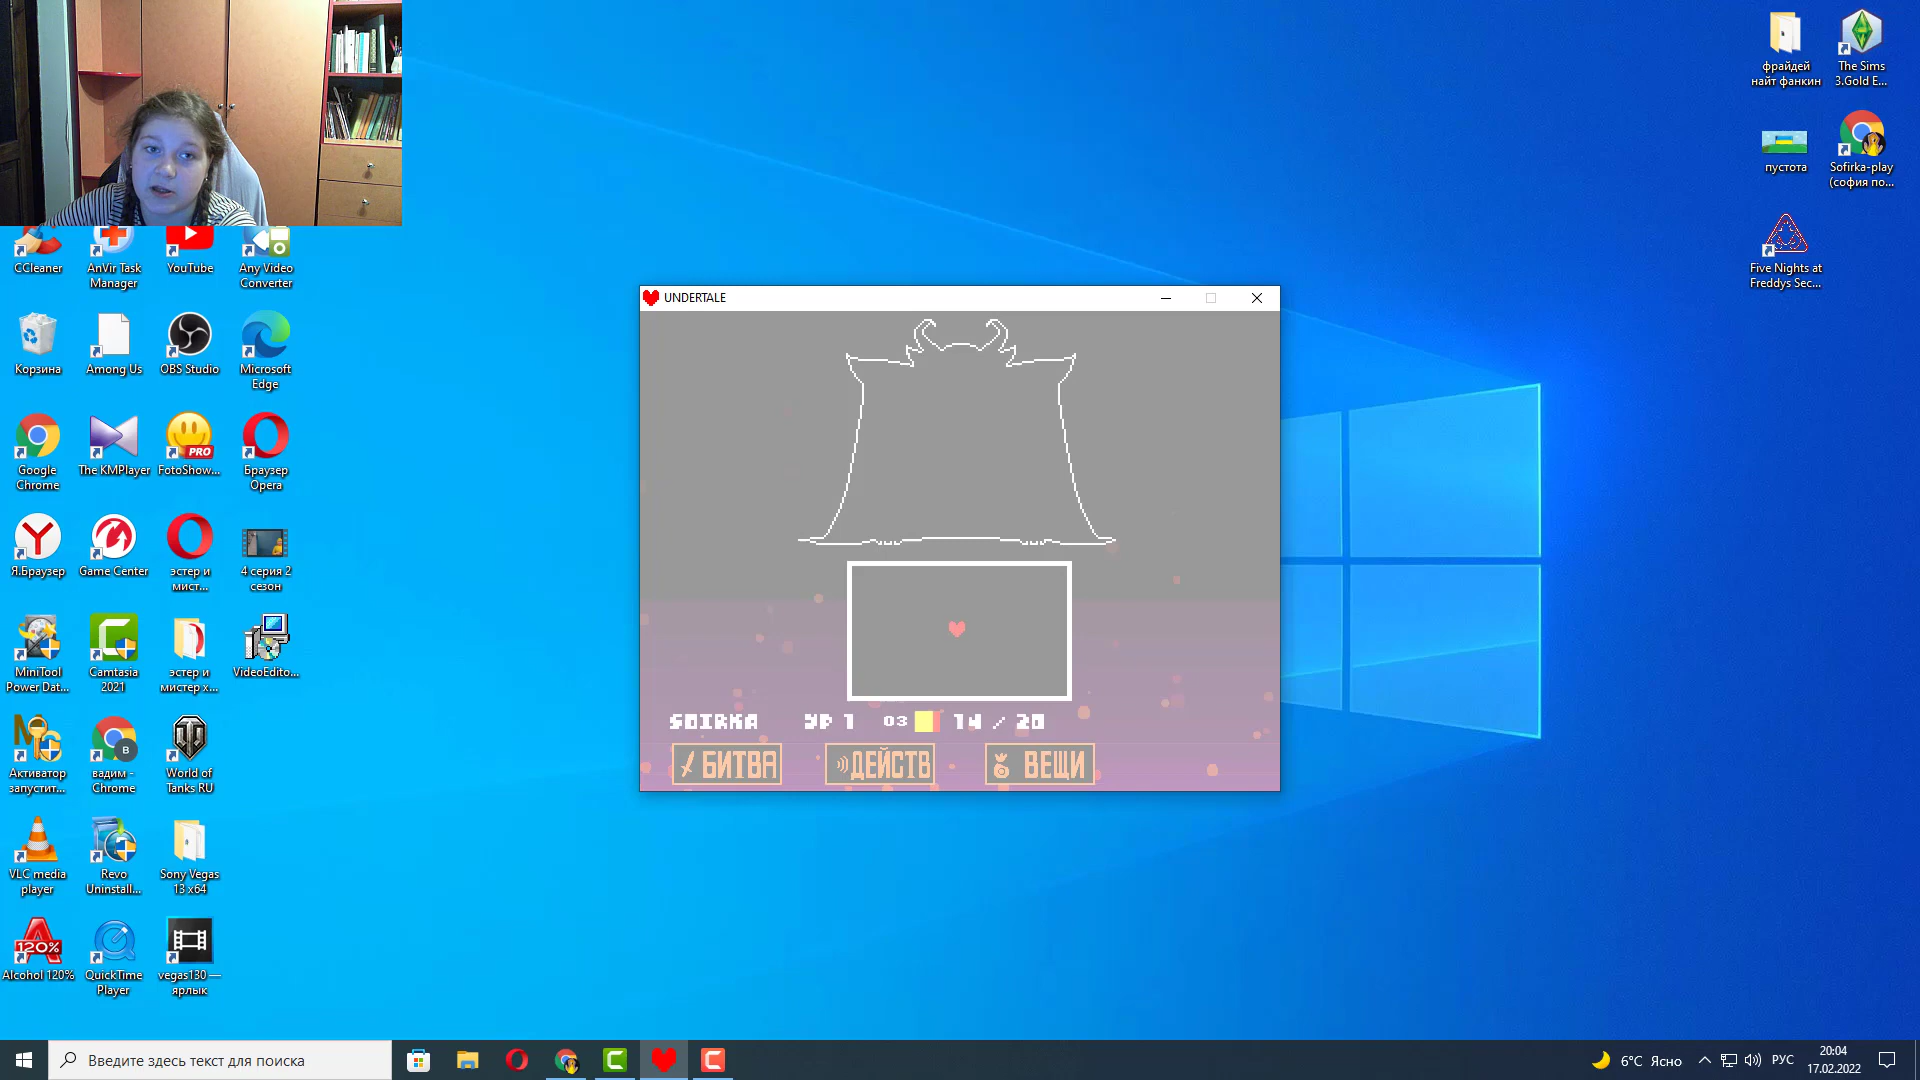 CCleaner
AnVir Task
Manager
YouTube
Any Video
Converter
Корзина
Among Us
OBS Studio
Microsoft
Edge
Google
Chrome
The KMPlayer
FotoShow...
PRO
Браузер
Opera
Я.Браузер
Game Center
эстер и
мист...
4 серия 2
сезон
MiniTool
Power Dat...
Camtasia
2021
эстер и
мистер х...
VideoEdito...
Активатор
запустит...
вадим -
Chrome
World of
Tanks RU
VLC media
player
Revo
Uninstall...
Sony Vegas
13 x64
120%
Alcohol 120%
QuickTime
Player
vegas130 —
ярлык
UNDERTALE
SOIRKA УР 1 ОЗ 14 / 20
БИТВА
ДЕЙСТВ
ВЕЩИ
фрайдей
найт фанкин
The Sims
3.Gold E...
пустота
Sofirka-play
(софия по...
Five Nights at
Freddys Sec...
Введите здесь текст для поиска
6°C Ясно
РУС
20:04
17.02.2022